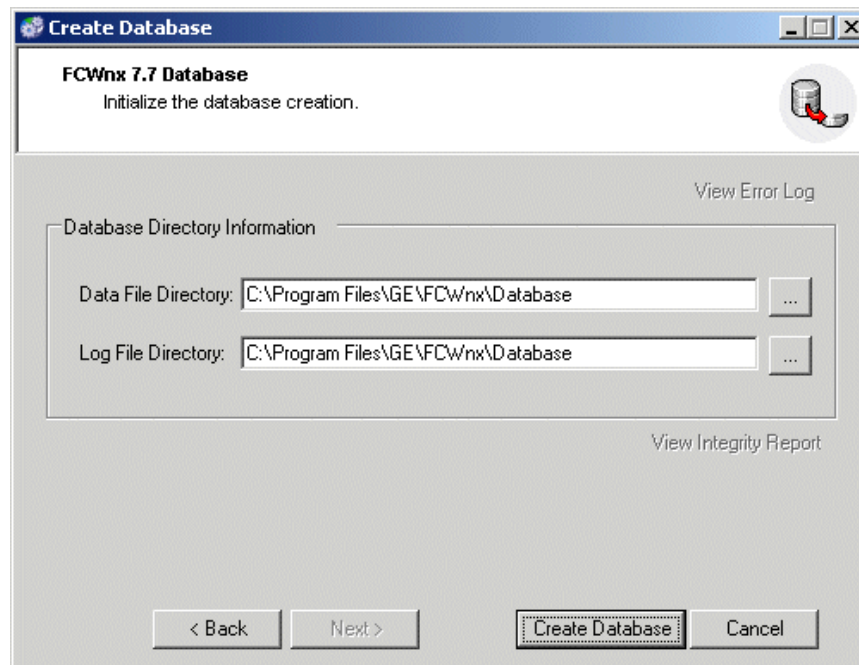 Create Database
FCWnx 7.7 Database
Initialize the database creation.
View Error Log
Database Directory Information
Data File Directory: C:\Program Files\GE\FCWnx\Database ...
Log File Directory: C:\Program Files\GE\FCWnx\Database ...
View Integrity Report
< Back Next > Create Database Cancel